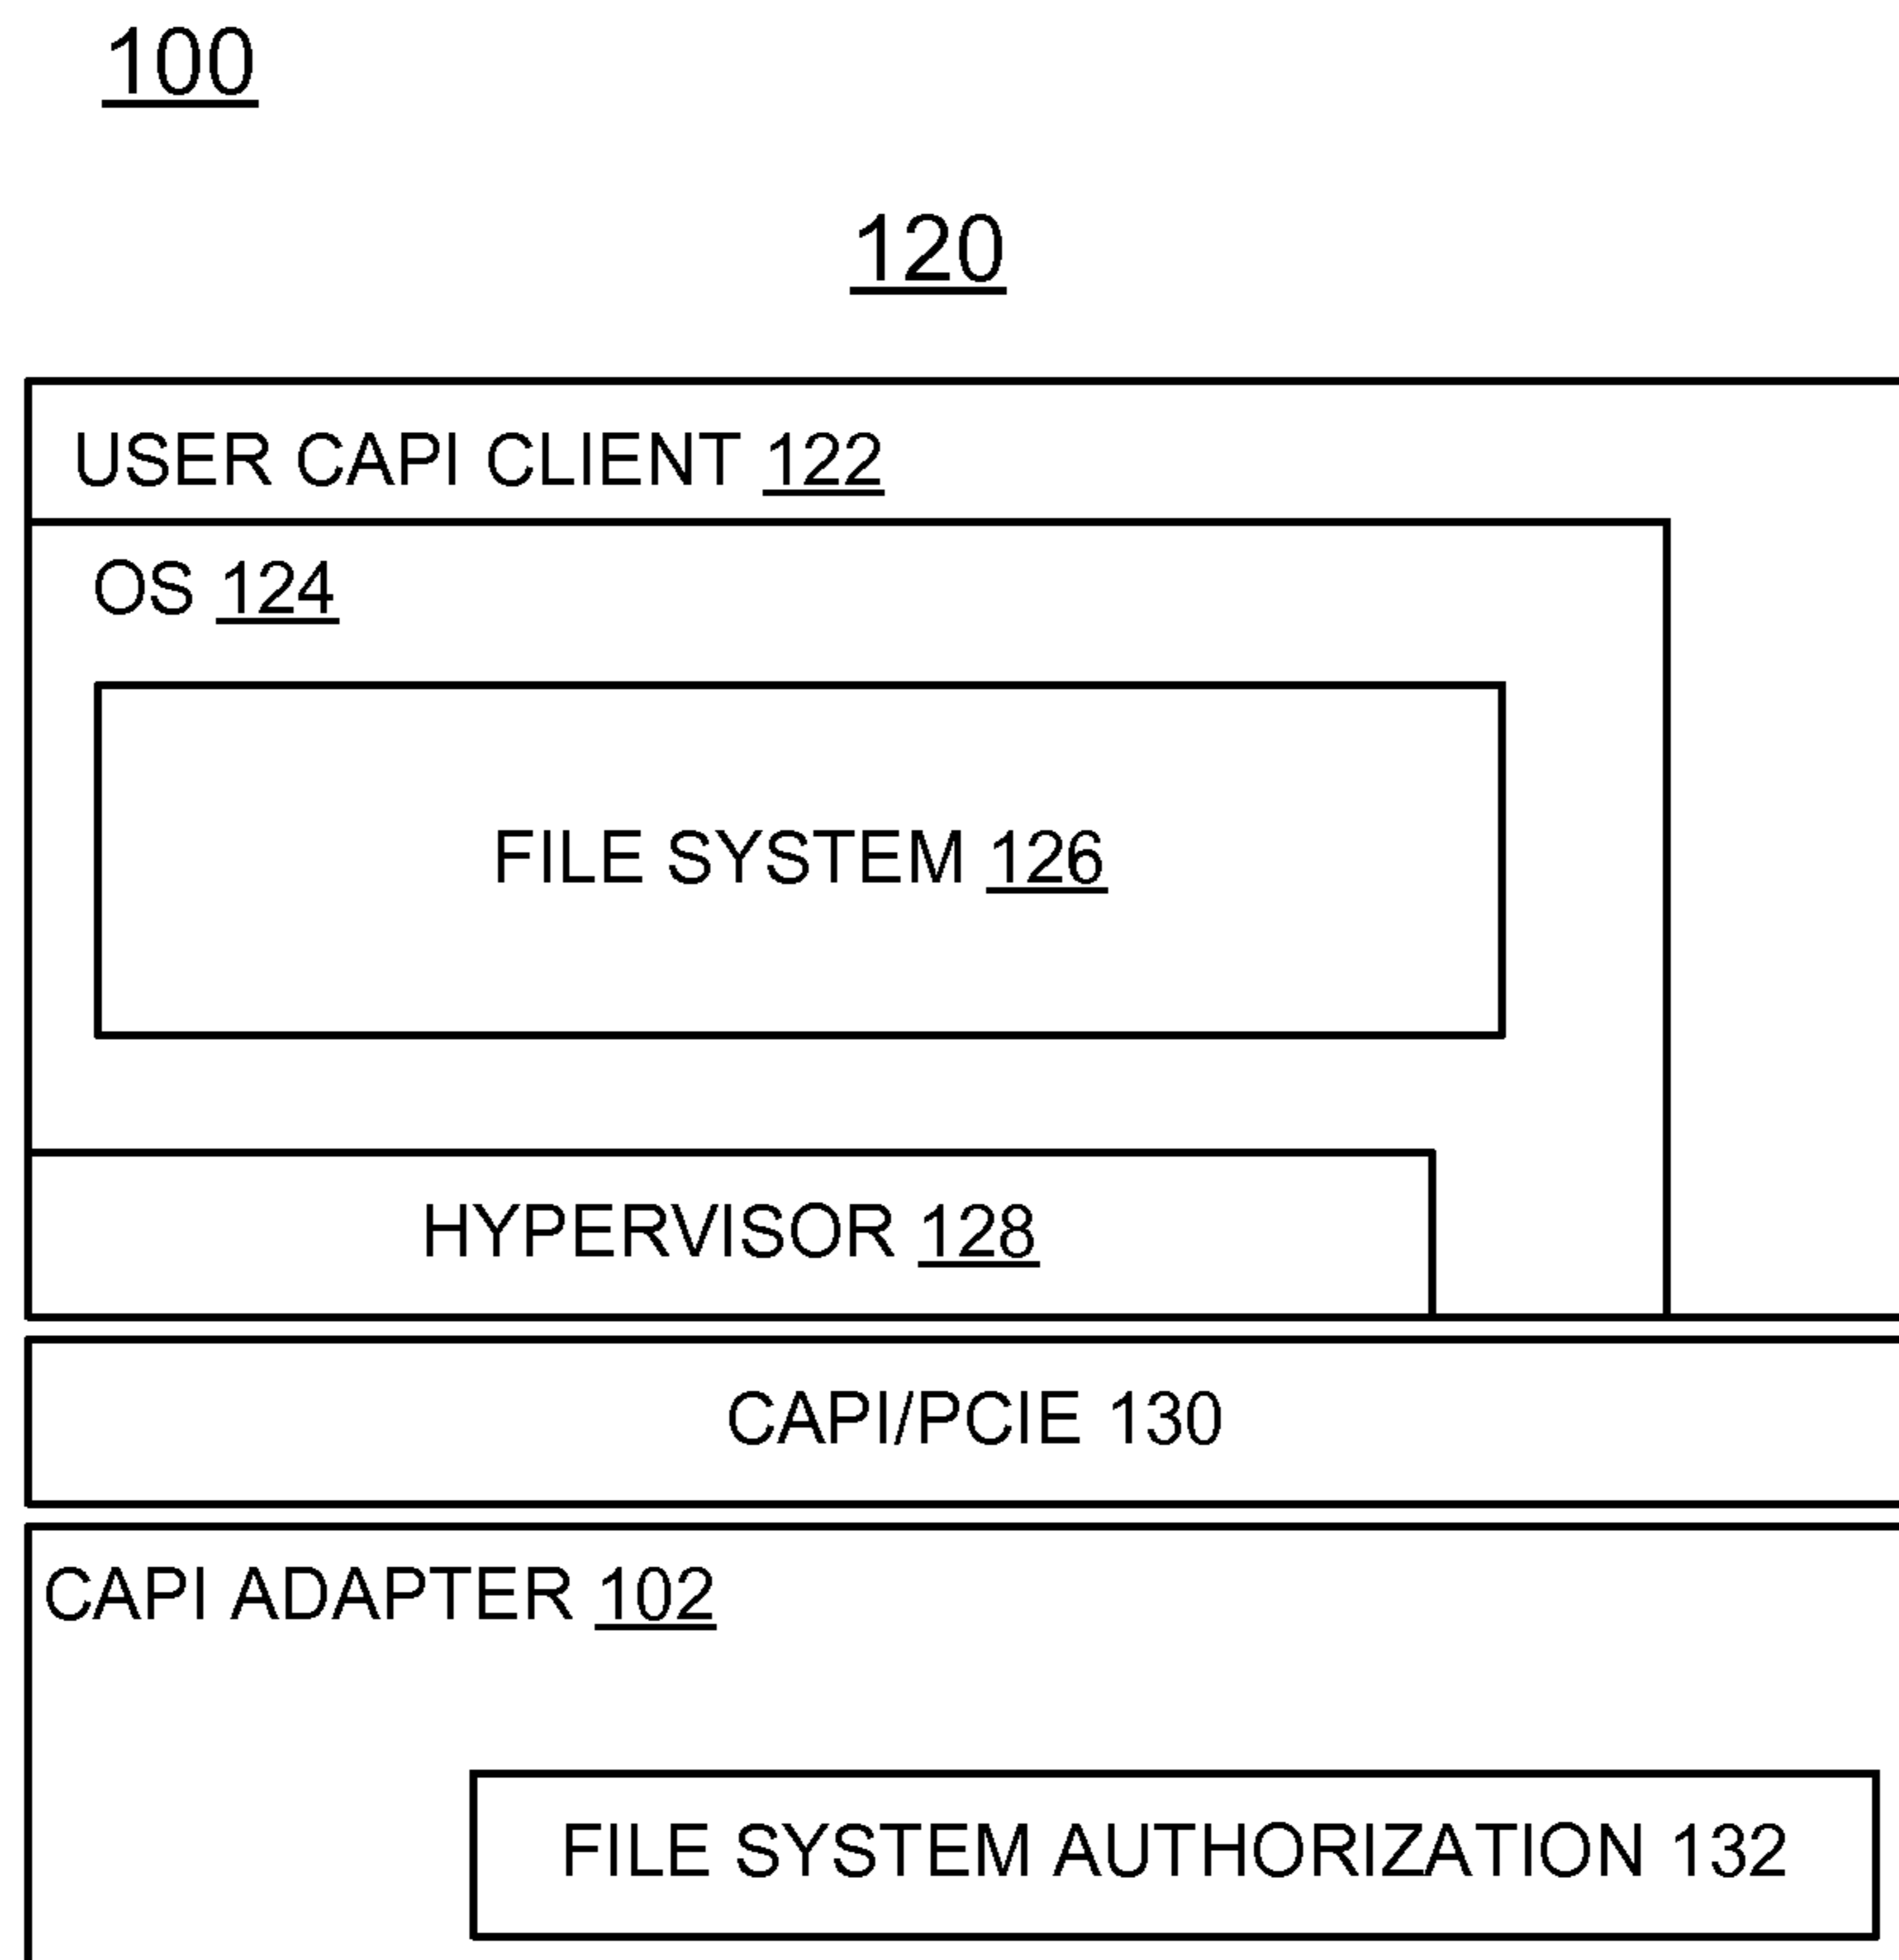 100
120
USER CAPI CLIENT 122
OS 124
FILE SYSTEM 126
HYPERVISOR 128
CAPI/PCIE 130
CAPI ADAPTER 102
FILE SYSTEM AUTHORIZATION 132